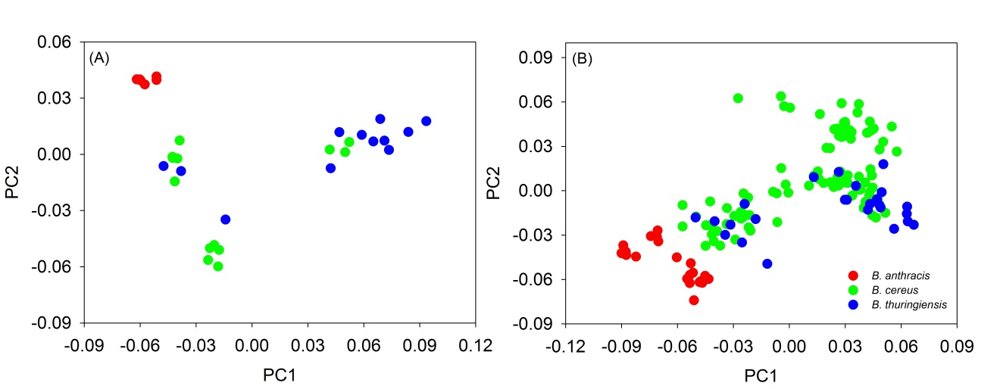 (A)
0.06
0.03
0.00
-0.03
-0.06
-0.09
PC2
-0.09 -0.06 -0.03 0.00 0.03 0.06 0.09 0.12
PC1
(B)
0.09
0.06
0.03
0.00
-0.03
-0.06
-0.09
PC2
B. anthracis
B. cereus
B. thuringiensis
-0.12 -0.09 -0.06 -0.03 0.00 0.03 0.06 0.09
PC1